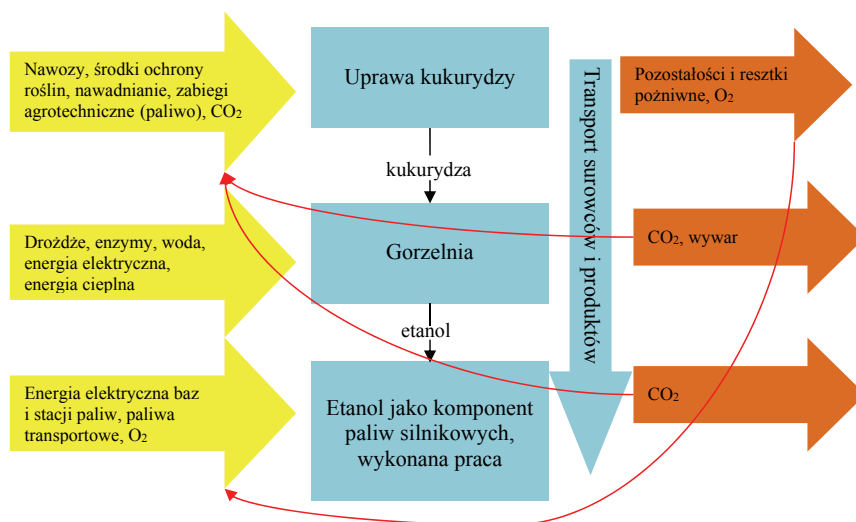 Nawozy, środki ochrony
roślin, nawadnianie, zabiegi
agrotechniczne (paliwo), CO₂
Uprawa kukurydzy
Pozostałości i resztki
pożniwne, O₂
Transport surowców i produktów
kukurydza
Drożdże, enzymy, woda,
energia elektryczna,
energia cieplna
Gorzelnia
CO₂, wywar
etanol
Energia elektryczna baz
i stacji paliw, paliwa
transportowe, O₂
Etanol jako komponent
paliw silnikowych,
wykonana praca
CO₂